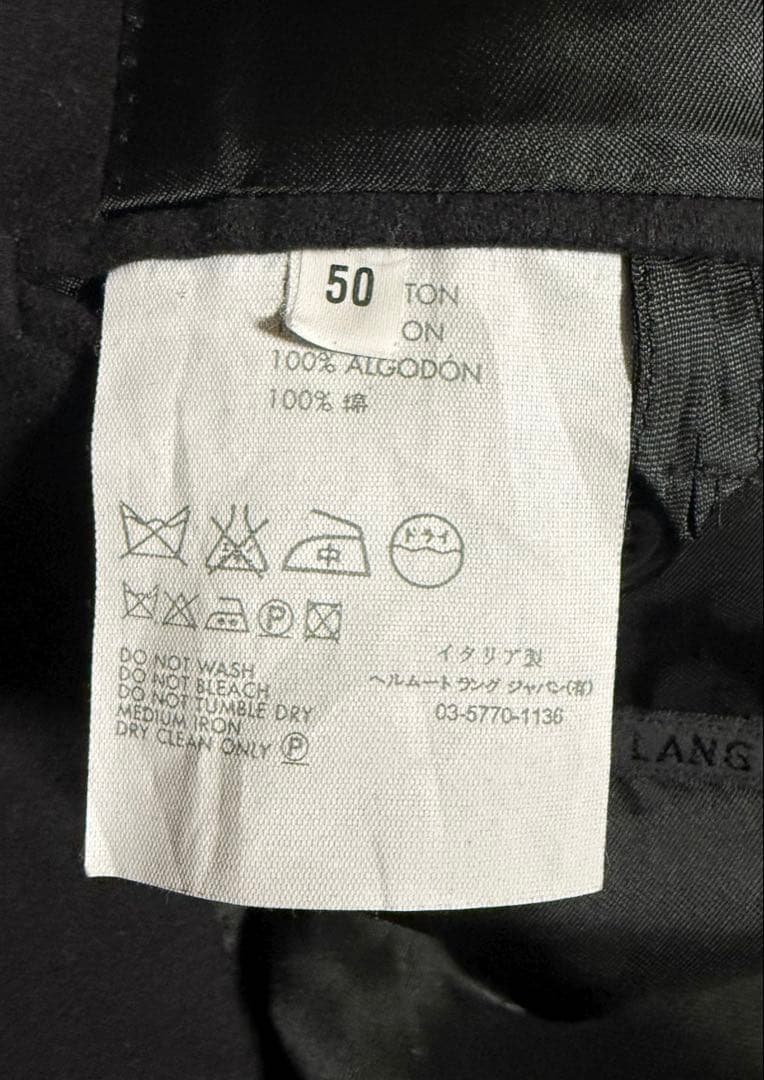 50
TON
ON
100% ALGODÓN
100% 綿
中
ドライ
P
DO NOT WASH
DO NOT BLEACH
DO NOT TUMBLE DRY
MEDIUM IRON
DRY CLEAN ONLY P
イタリア製
ヘルムート ラング ジャパン(有)
03-5770-1136
LANG